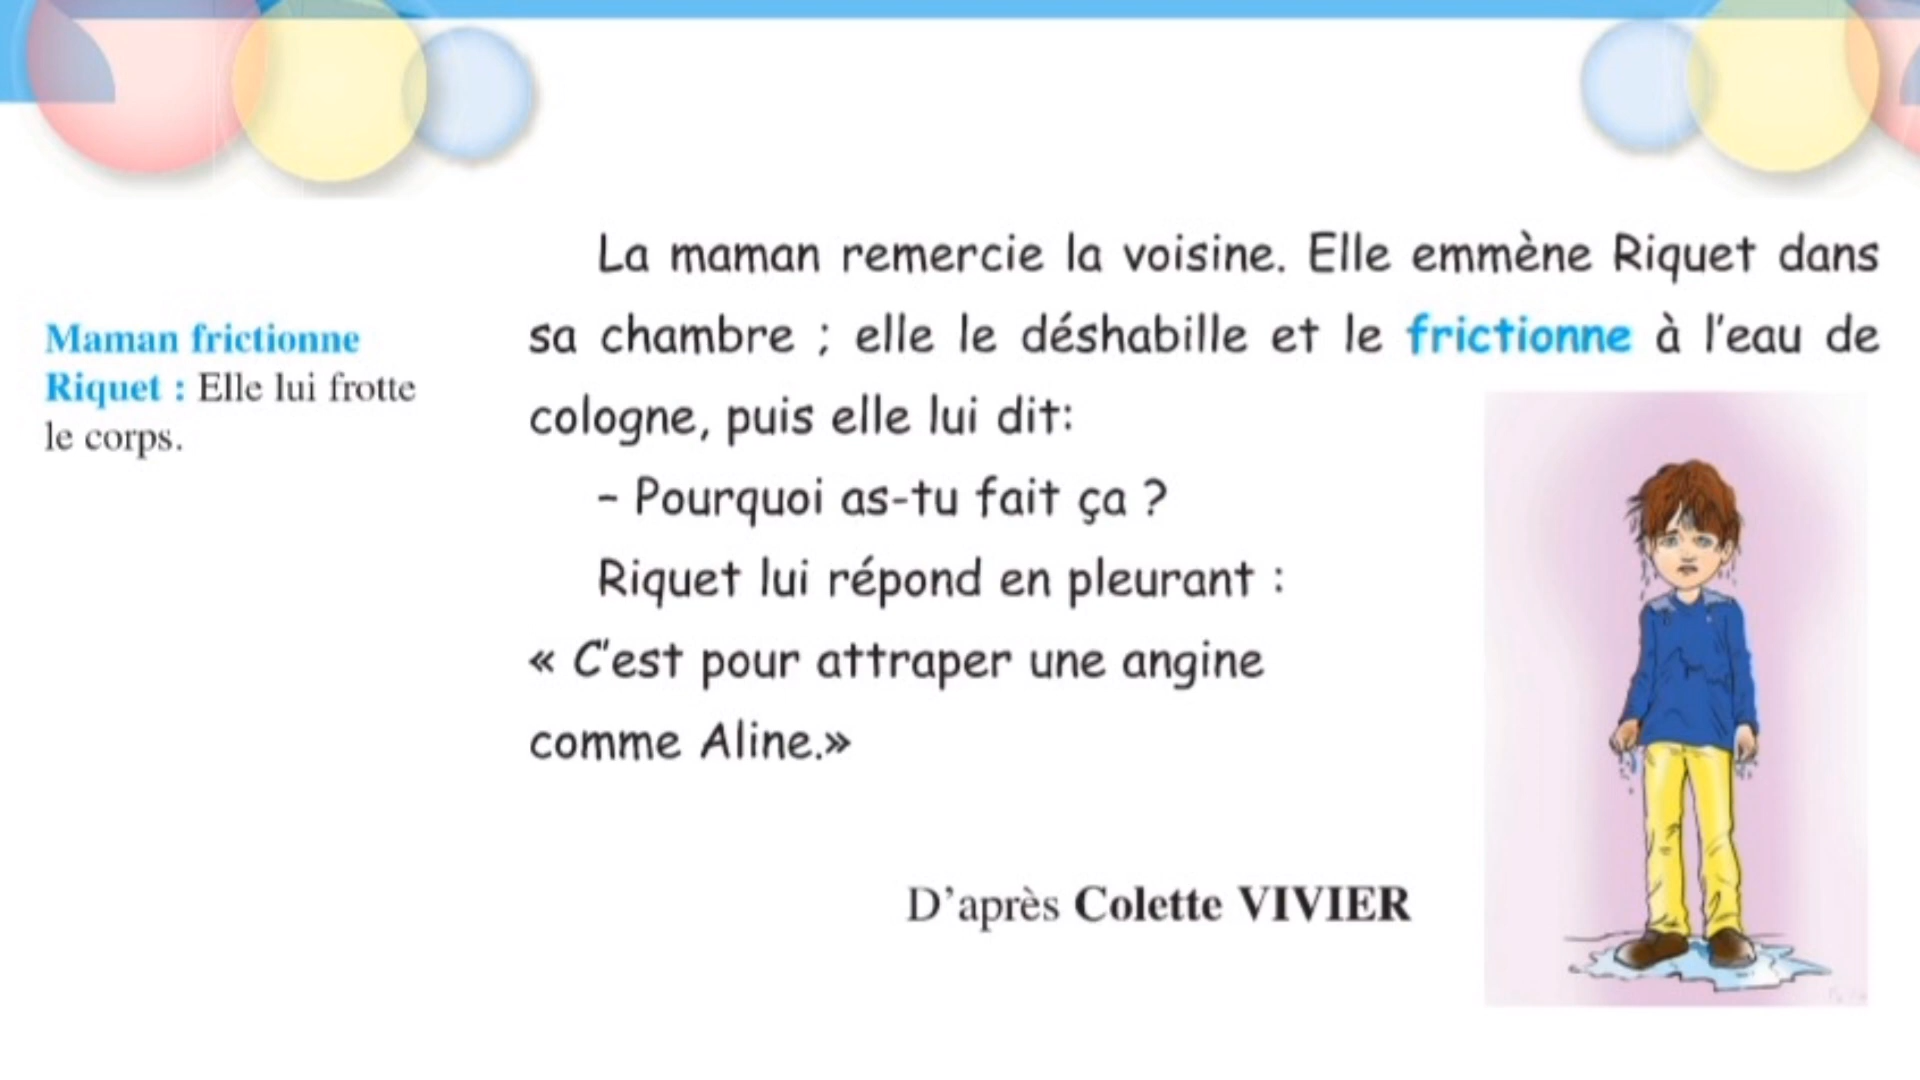 La maman remercie la voisine. Elle emmène Riquet dans
sa chambre ; elle le déshabille et le frictionne à l'eau de
cologne, puis elle lui dit:
– Pourquoi as-tu fait ça ?
Riquet lui répond en pleurant :
« C'est pour attraper une angine
comme Aline.»
D'après Colette VIVIER
Maman frictionne
Riquet : Elle lui frotte
le corps.